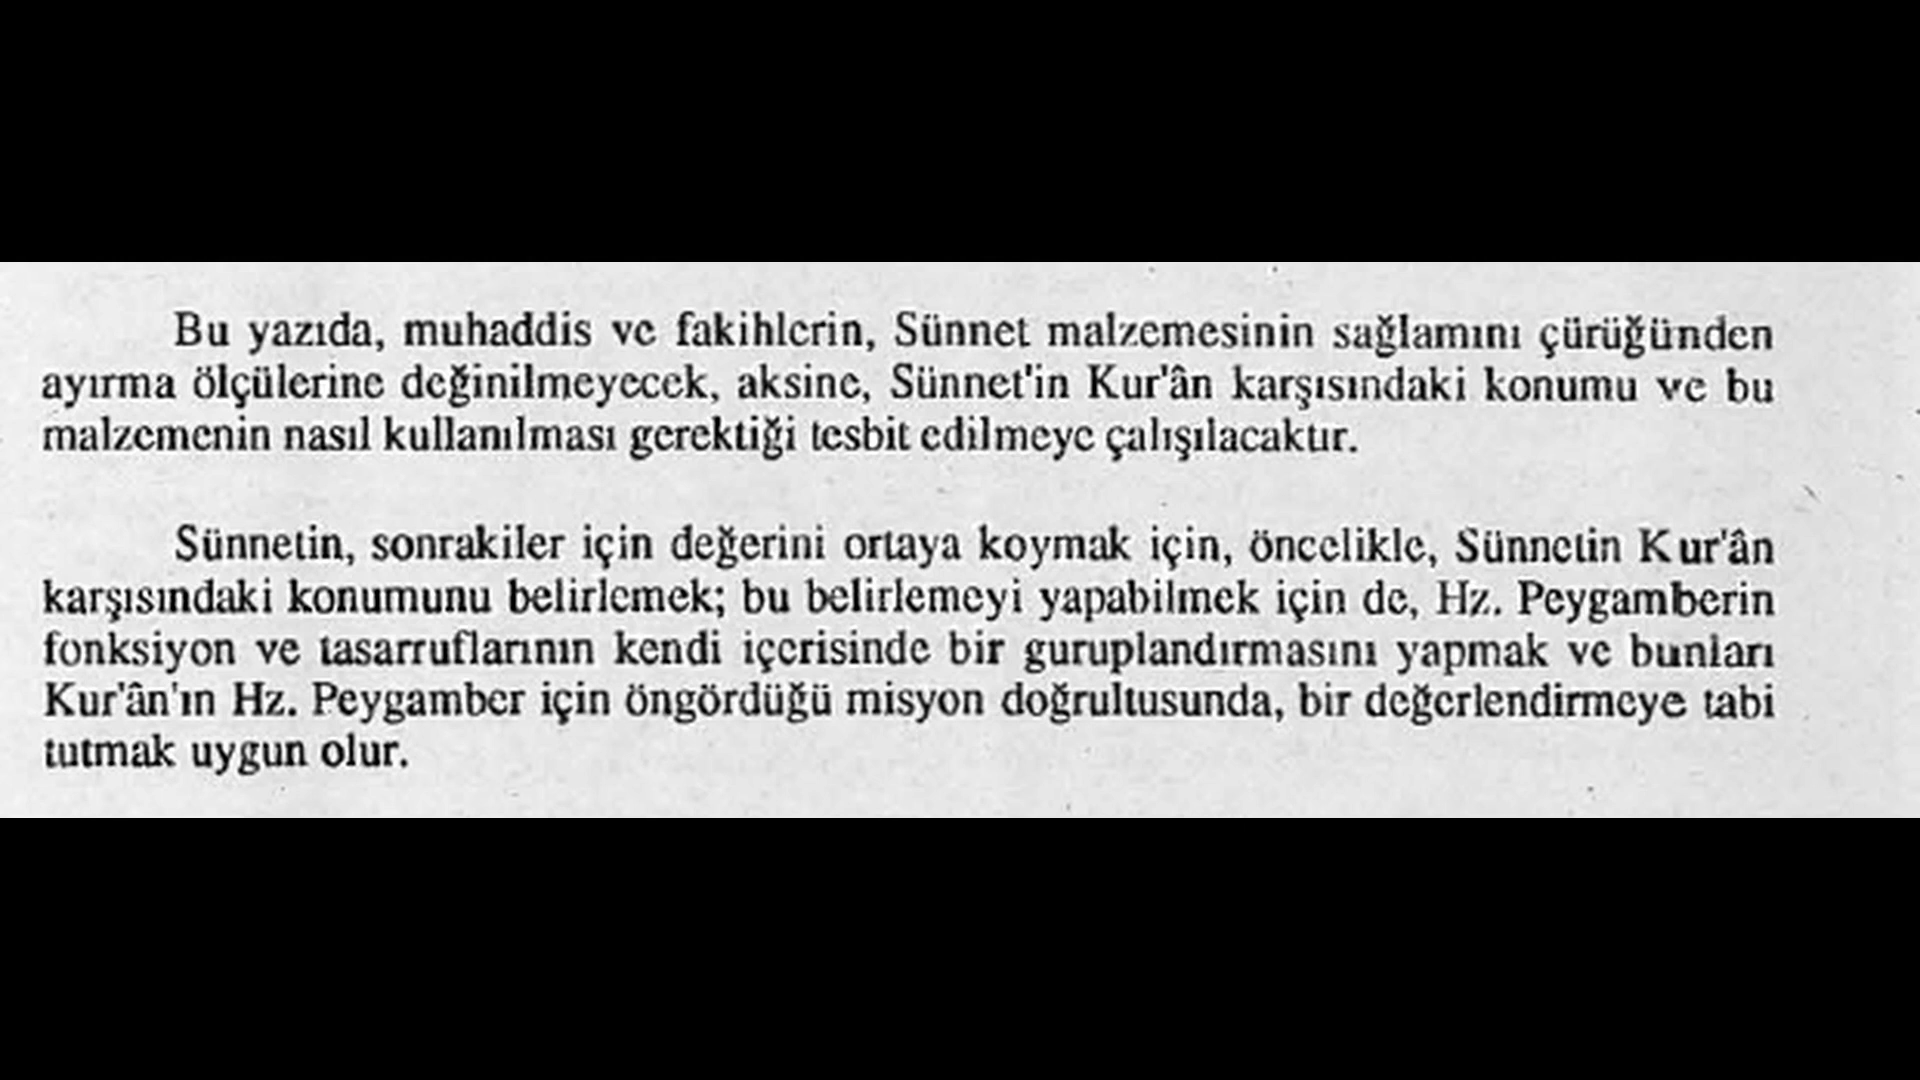 Bu yazıda, muhaddis ve fakihlerin, Sünnet malzemesinin sağlamını çürüğünden
ayırma ölçülerine değinilmeyecek, aksine, Sünnet'in Kur'ân karşısındaki konumu ve bu
malzemenin nasıl kullanılması gerektiği tesbit edilmeye çalışılacaktır.
Sünnetin, sonrakiler için değerini ortaya koymak için, öncelikle, Sünnetin Kur'ân
karşısındaki konumunu belirlemek; bu belirlemeyi yapabilmek için de, Hz. Peygamberin
fonksiyon ve tasarruflarının kendi içerisinde bir guruplandırmasını yapmak ve bunları
Kur'ân'ın Hz. Peygamber için öngördüğü misyon doğrultusunda, bir değerlendirmeye tabi
tutmak uygun olur.